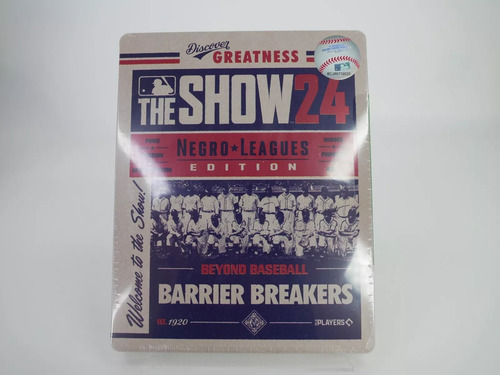 Discover
GREATNESS
THE SHOW 24
NEGRO★LEAGUES
EDITION
Welcome to the Show!
BEYOND BASEBALL
BARRIER BREAKERS
EST. 1920
PLAYERS